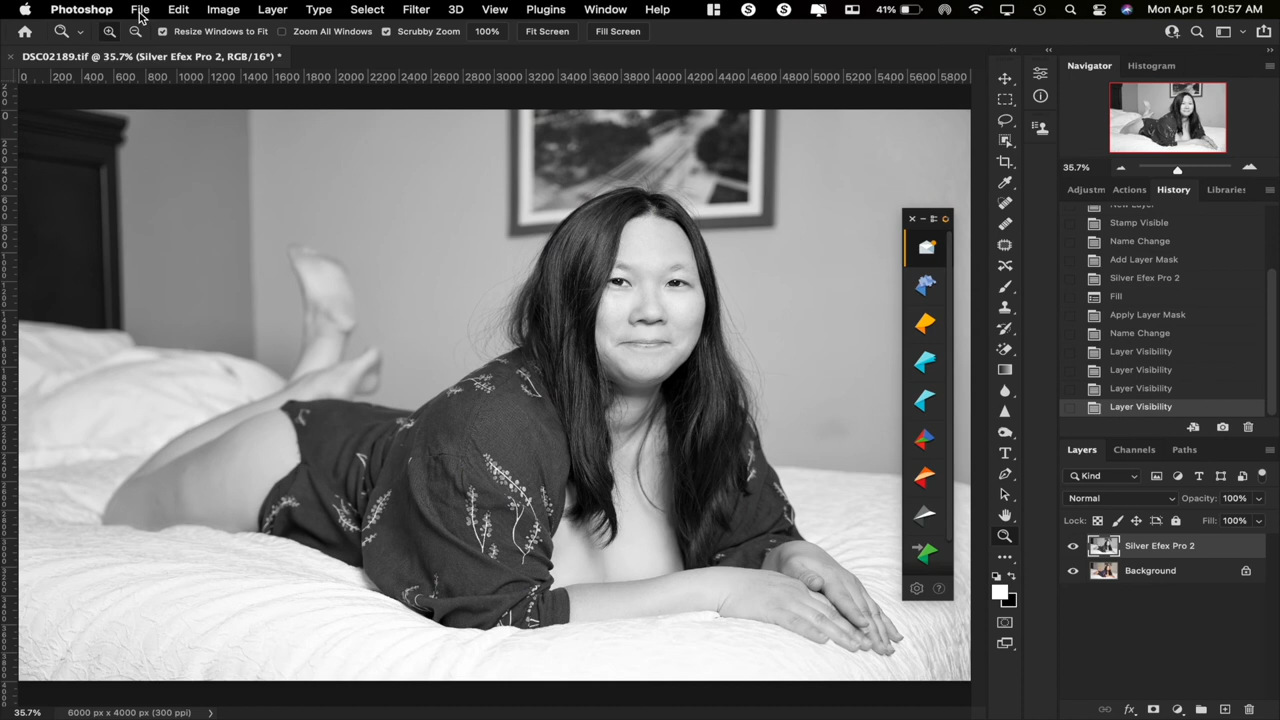 Photoshop File Edit Image Layer Type Select Filter 3D View Plugins Window Help 41% Mon Apr 5 10:57 AM
Resize Windows to Fit Zoom All Windows Scrubby Zoom 100% Fit Screen Fill Screen
DSC02189.tif @ 35.7% (Silver Efex Pro 2, RGB/16*) *
0 200 400 600 800 1000 1200 1400 1600 1800 2000 2200 2400 2600 2800 3000 3200 3400 3600 3800 4000 4200 4400 4600 4800 5000 5200 5400 5600 5800
Navigator Histogram
35.7%
Adjustm Actions History Libraries
New Layer
Stamp Visible
Name Change
Add Layer Mask
Silver Efex Pro 2
Fill
Apply Layer Mask
Name Change
Layer Visibility
Layer Visibility
Layer Visibility
Layer Visibility
Layers Channels Paths
Kind
Normal Opacity: 100%
Lock: Fill: 100%
Silver Efex Pro 2
Background
35.7% 6000 px x 4000 px (300 ppi)